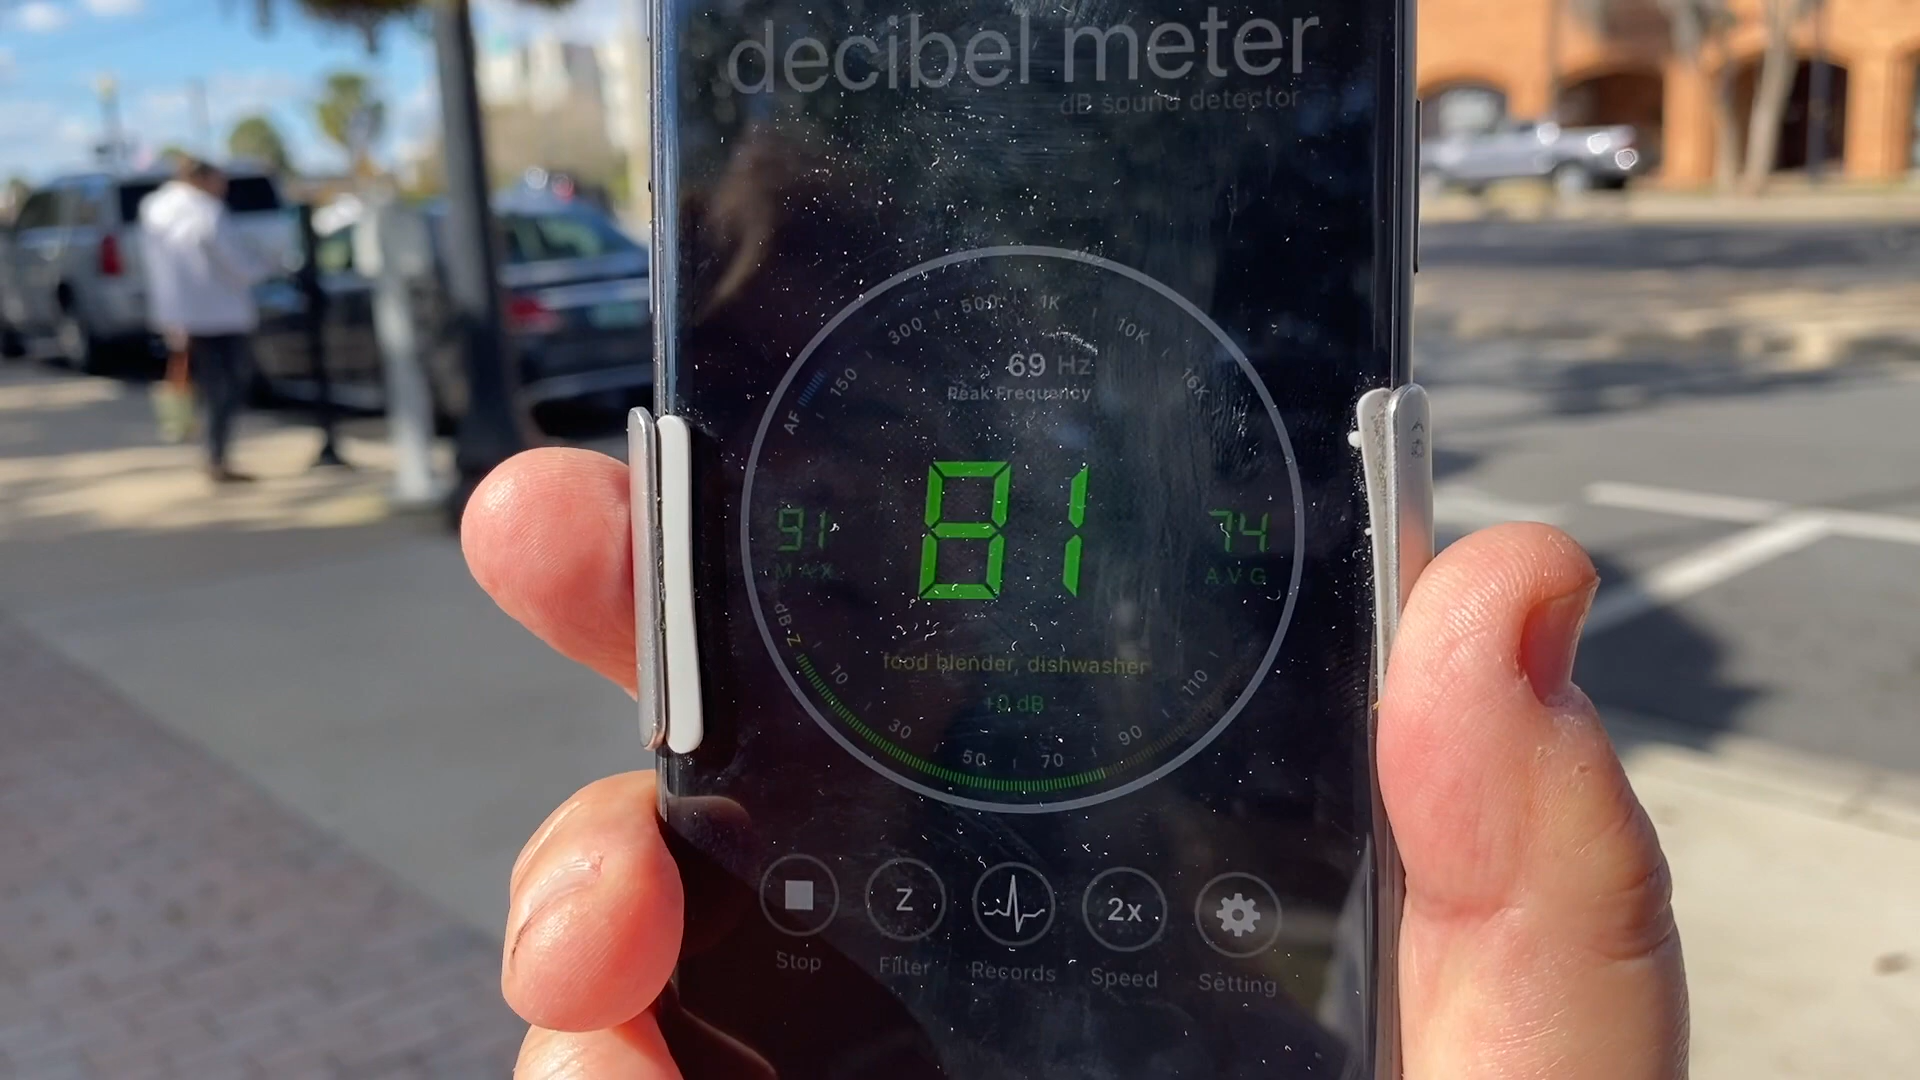 decibel meter
dB sound detector
500 1K
300 10K
150 16K
AF
69 Hz
Peak Frequency
91 81 74
MAX AVG
dB Z
food blender, dishwasher
+0 dB
10 110
30 90
50 70
Z 2x
Stop Filter Records Speed Setting